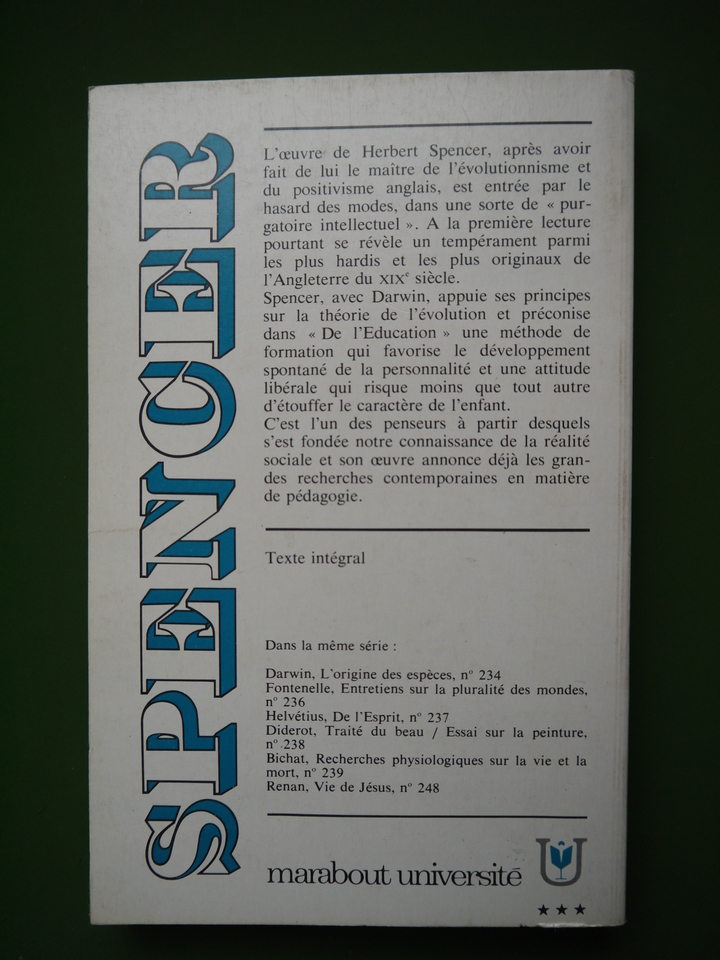 SPENCER
L'œuvre de Herbert Spencer, après avoir
fait de lui le maître de l'évolutionnisme et
du positivisme anglais, est entrée par le
hasard des modes, dans une sorte de « pur-
gatoire intellectuel ». A la première lecture
pourtant se révèle un tempérament parmi
les plus hardis et les plus originaux de
l'Angleterre du XIXe siècle.
Spencer, avec Darwin, appuie ses principes
sur la théorie de l'évolution et préconise
dans « De l'Education » une méthode de
formation qui favorise le développement
spontané de la personnalité et une attitude
libérale qui risque moins que tout autre
d'étouffer le caractère de l'enfant.
C'est l'un des penseurs à partir desquels
s'est fondée notre connaissance de la réalité
sociale et son œuvre annonce déjà les gran-
des recherches contemporaines en matière
de pédagogie.
Texte intégral
Dans la même série :
Darwin, L'origine des espèces, n° 234
Fontenelle, Entretiens sur la pluralité des mondes,
n° 236
Helvétius, De l'Esprit, n° 237
Diderot, Traité du beau / Essai sur la peinture,
n° 238
Bichat, Recherches physiologiques sur la vie et la
mort, n° 239
Renan, Vie de Jésus, n° 248
marabout université
★★★